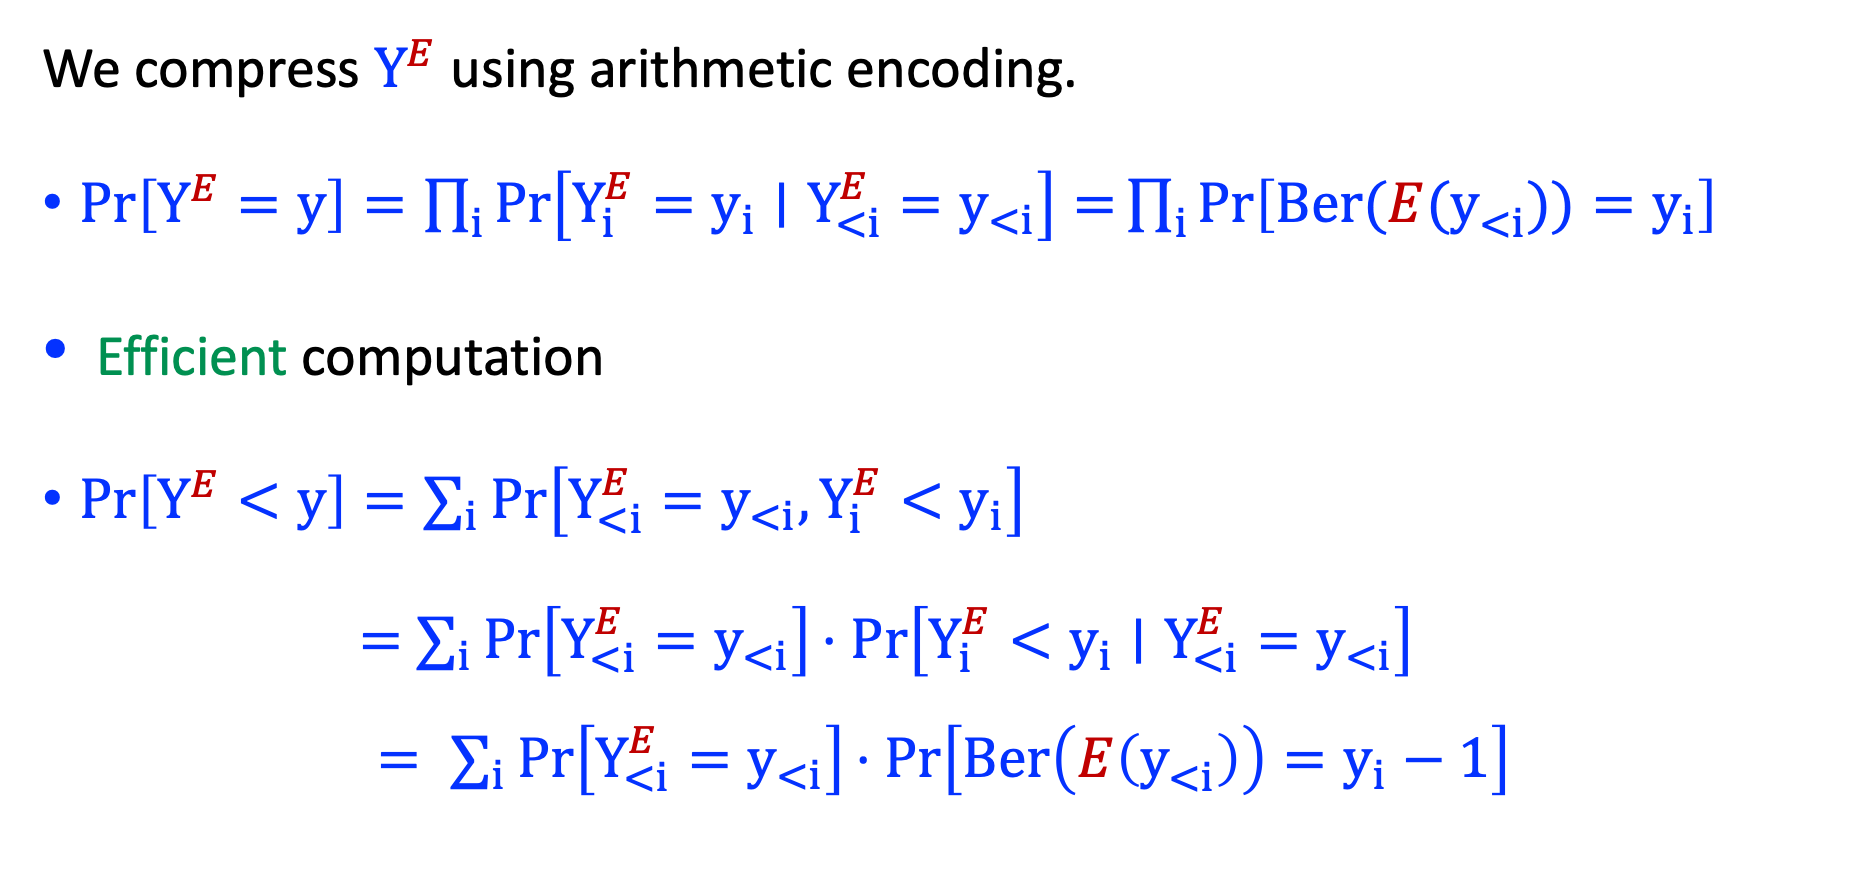 We compress Y^E using arithmetic encoding.
• Pr[Y^E = y] = ∏_i Pr[Y_i^E = y_i | Y_{<i}^E = y_{<i}] = ∏_i Pr[Ber(E(y_{<i})) = y_i]
• Efficient computation
• Pr[Y^E < y] = ∑_i Pr[Y_{<i}^E = y_{<i}, Y_i^E < y_i]
= ∑_i Pr[Y_{<i}^E = y_{<i}] · Pr[Y_i^E < y_i | Y_{<i}^E = y_{<i}]
= ∑_i Pr[Y_{<i}^E = y_{<i}] · Pr[Ber(E(y_{<i})) = y_i − 1]